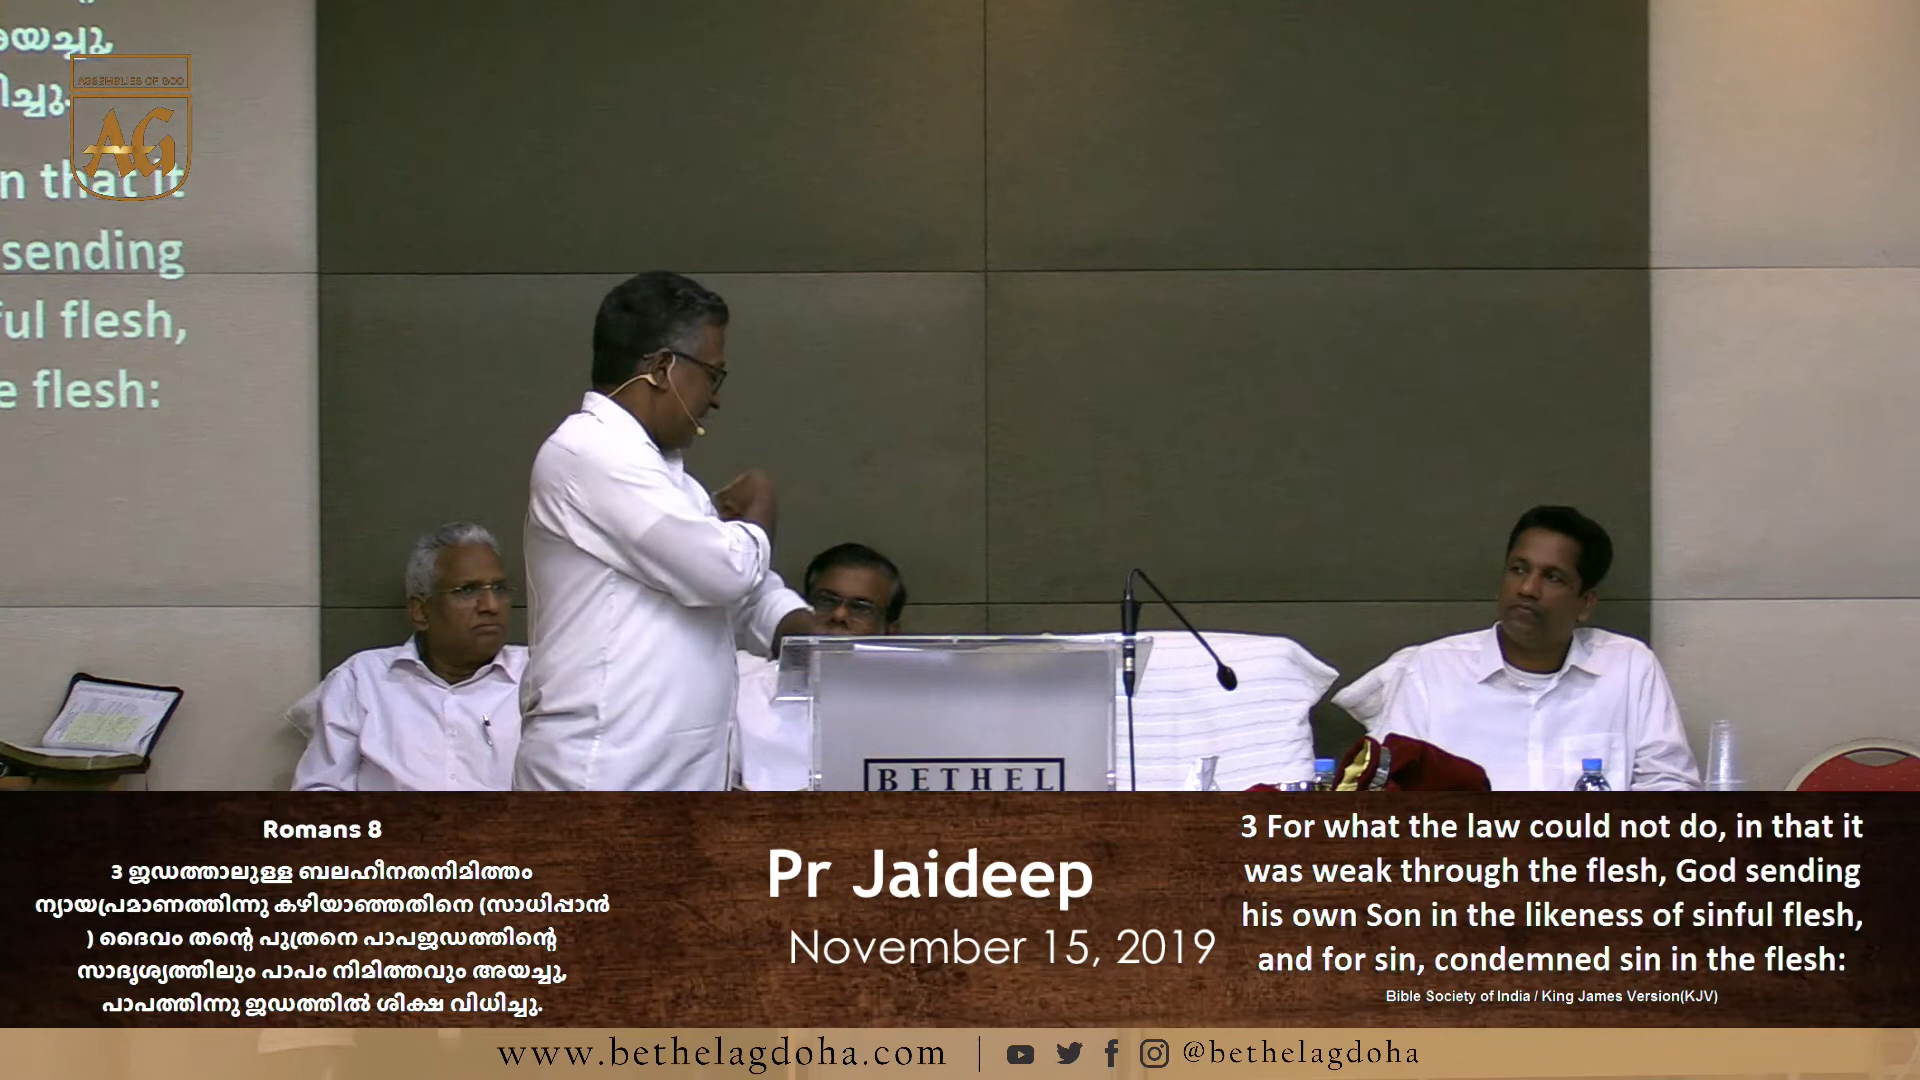 യച്ചു,
ിച്ചു.
ASSEMBLIES OF GOD
AG
n that it
sending
ful flesh,
e flesh:
BETHEL
Romans 8
3 ജഡത്താലുള്ള ബലഹീനതനിമിത്തം
ന്യായപ്രമാണത്തിന്നു കഴിയാഞ്ഞതിനെ (സാധിപ്പാൻ
) ദൈവം തന്റെ പുത്രനെ പാപജഡത്തിന്റെ
സാദൃശ്യത്തിലും പാപം നിമിത്തവും അയച്ചു,
പാപത്തിന്നു ജഡത്തിൽ ശിക്ഷ വിധിച്ചു.
Pr Jaideep
November 15, 2019
3 For what the law could not do, in that it
was weak through the flesh, God sending
his own Son in the likeness of sinful flesh,
and for sin, condemned sin in the flesh:
Bible Society of India / King James Version(KJV)
www.bethelagdoha.com | @bethelagdoha